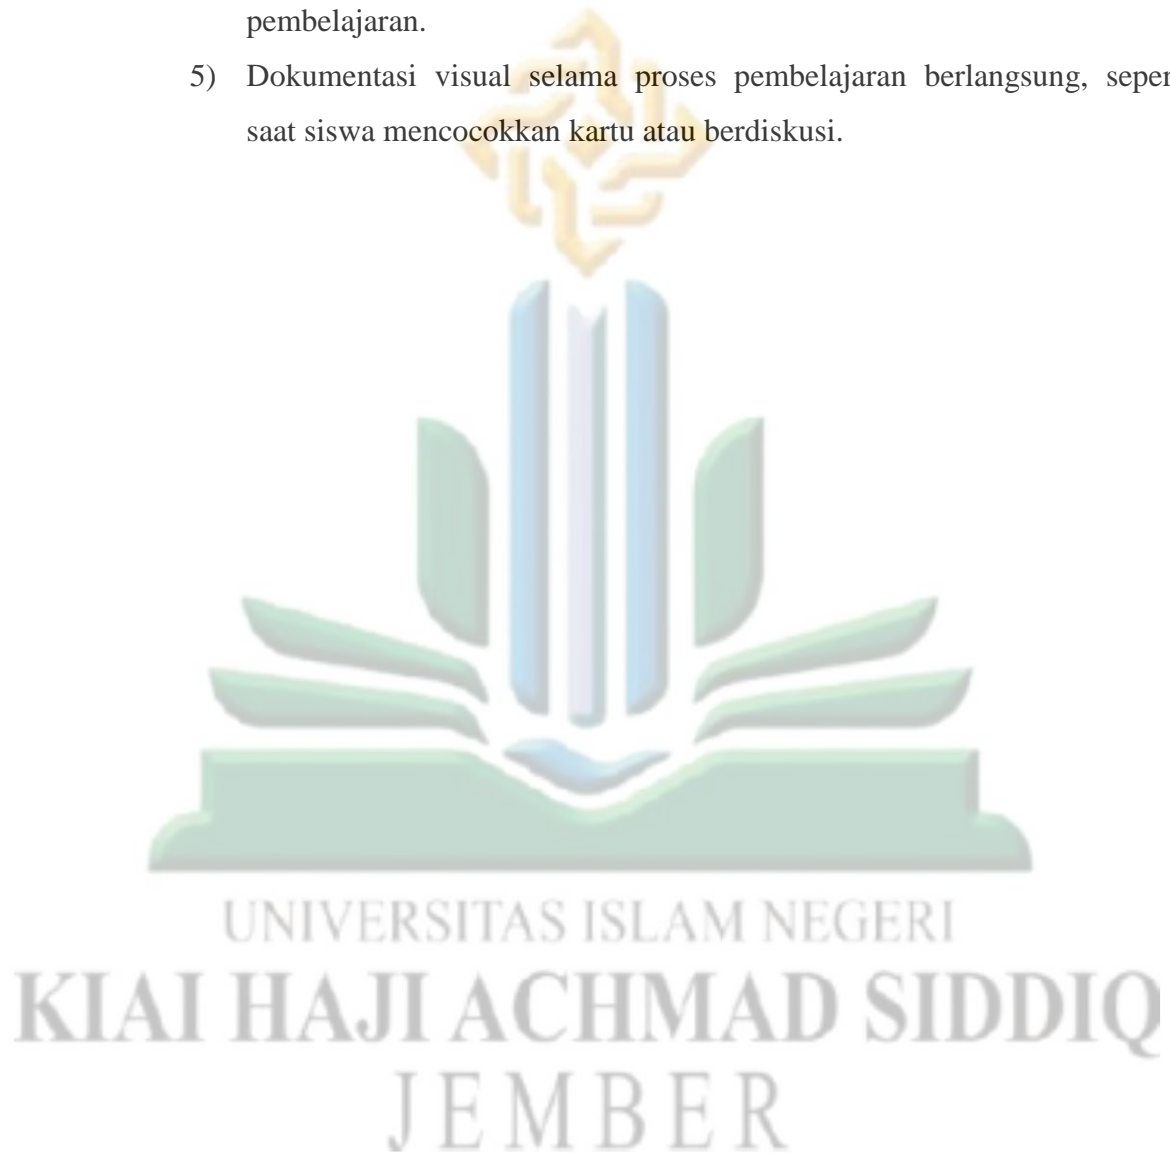 pembelajaran.
5) Dokumentasi visual selama proses pembelajaran berlangsung, seper
saat siswa mencocokkan kartu atau berdiskusi.
UNIVERSITAS ISLAM NEGERI
KIAI HAJI ACHMAD SIDDIQ
JEMBER